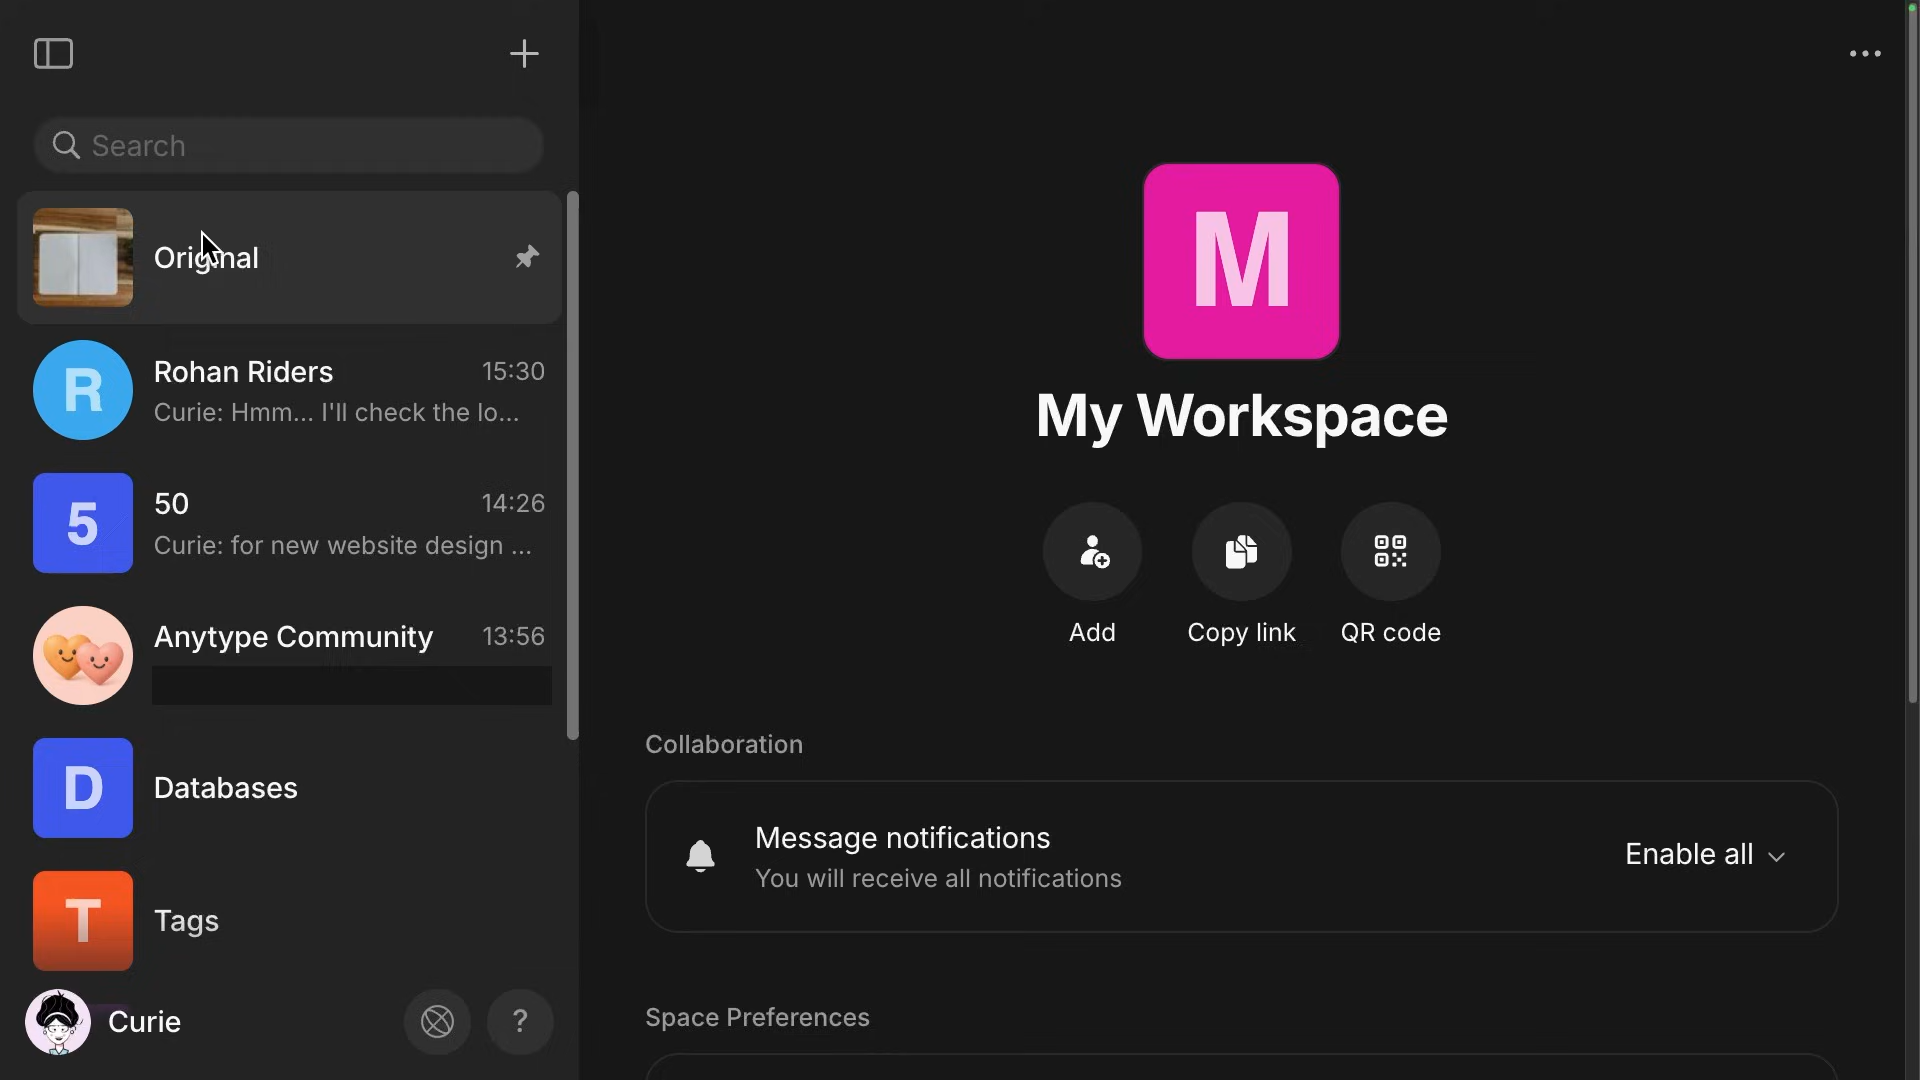 Search
Original
R
Rohan Riders
15:30
Curie: Hmm... I'll check the lo...
5
50
14:26
Curie: for new website design ...
Anytype Community
13:56
D
Databases
T
Tags
Curie
?
M
My Workspace
Add
Copy link
QR code
Collaboration
Message notifications
You will receive all notifications
Enable all
Space Preferences